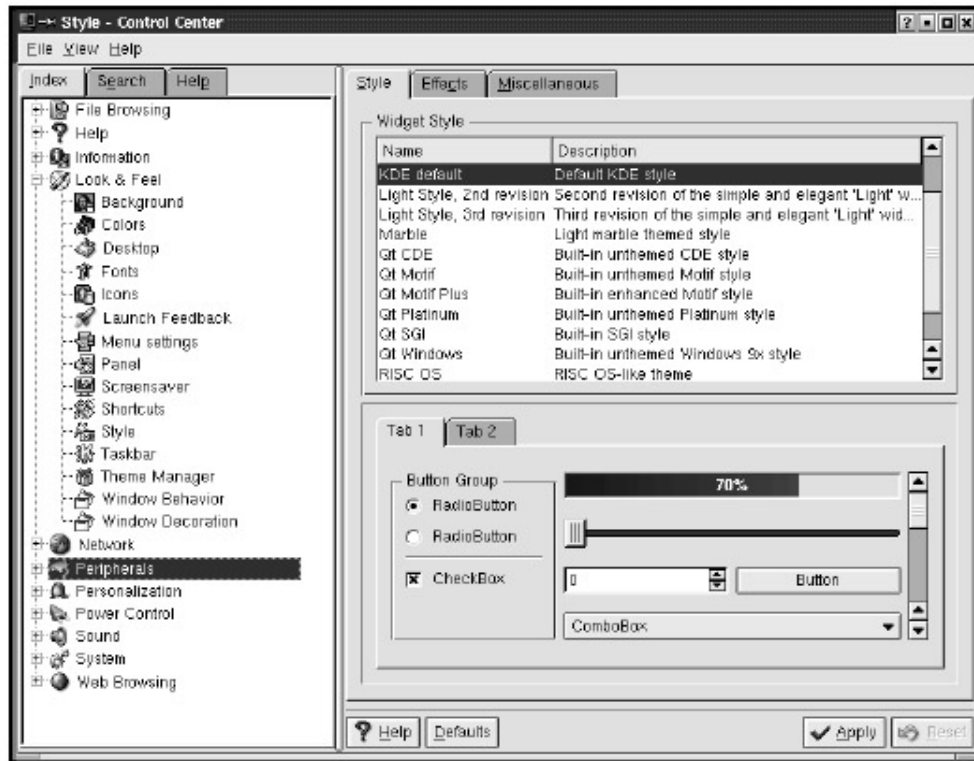 Style - Control Center
File View Help
Index Search Help
File Browsing
Help
Information
Look & Feel
Background
Colors
Desktop
Fonts
Icons
Launch Feedback
Menu settings
Panel
Screensaver
Shortcuts
Style
Taskbar
Theme Manager
Window Behavior
Window Decoration
Network
Peripherals
Personalization
Power Control
Sound
System
Web Browsing
Style Effects Miscellaneous
Widget Style
Name Description
KDE default Default KDE style
Light Style, 2nd revision Second revision of the simple and elegant 'Light' w...
Light Style, 3rd revision Third revision of the simple and elegant 'Light' wid...
Marble Light marble themed style
Qt CDE Built-in unthemed CDE style
Qt Motif Built-in unthemed Motif style
Qt Motif Plus Built-in enhanced Motif style
Qt Platinum Built-in unthemed Platinum style
Qt SGI Built-in SGI style
Qt Windows Built-in unthemed Windows 9x style
RISC OS RISC OS-like theme
Tab 1 Tab 2
Button Group
RadioButton
RadioButton
CheckBox
70%
0
Button
ComboBox
Help Defaults Apply Reset